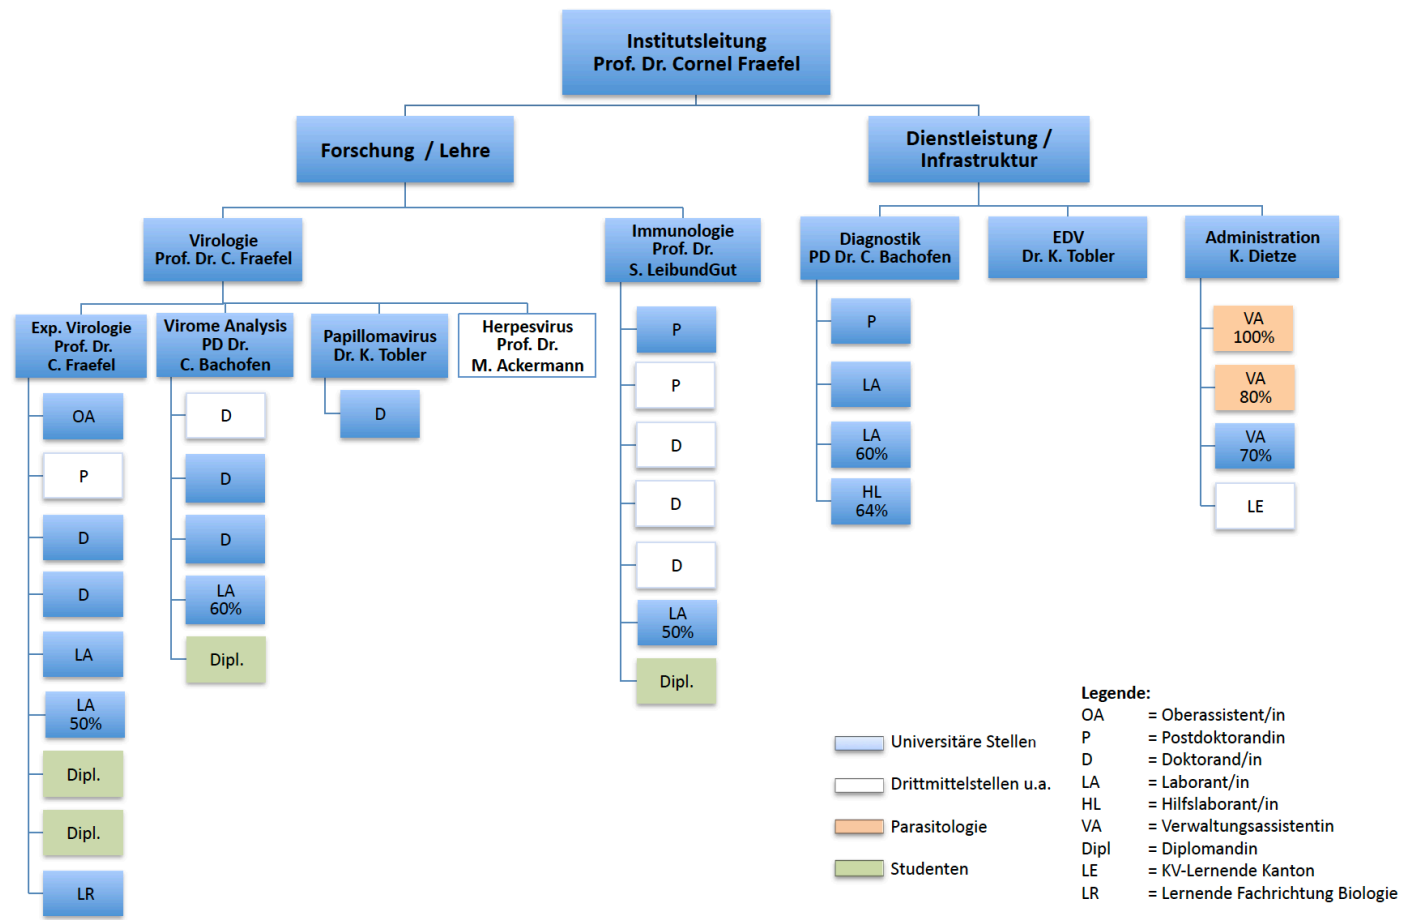 Institutsleitung
Prof. Dr. Cornel Fraefel
Forschung / Lehre
Dienstleistung /
Infrastruktur
Virologie
Prof. Dr. C. Fraefel
Immunologie
Prof. Dr.
S. LeibundGut
Diagnostik
PD Dr. C. Bachofen
EDV
Dr. K. Tobler
Administration
K. Dietze
Exp. Virologie
Prof. Dr.
C. Fraefel
Virome Analysis
PD Dr.
C. Bachofen
Papillomavirus
Dr. K. Tobler
Herpesvirus
Prof. Dr.
M. Ackermann
OA
P
D
D
LA
LA
50%
Dipl.
Dipl.
LR
D
D
D
LA
60%
Dipl.
D
P
P
D
D
D
LA
50%
Dipl.
P
LA
LA
60%
HL
64%
VA
100%
VA
80%
VA
70%
LE
Universitäre Stellen
Drittmittelstellen u.a.
Parasitologie
Studenten
Legende:
OA = Oberassistent/in
P = Postdoktorandin
D = Doktorand/in
LA = Laborant/in
HL = Hilfslaborant/in
VA = Verwaltungsassistentin
Dipl = Diplomandin
LE = KV-Lernende Kanton
LR = Lernende Fachrichtung Biologie